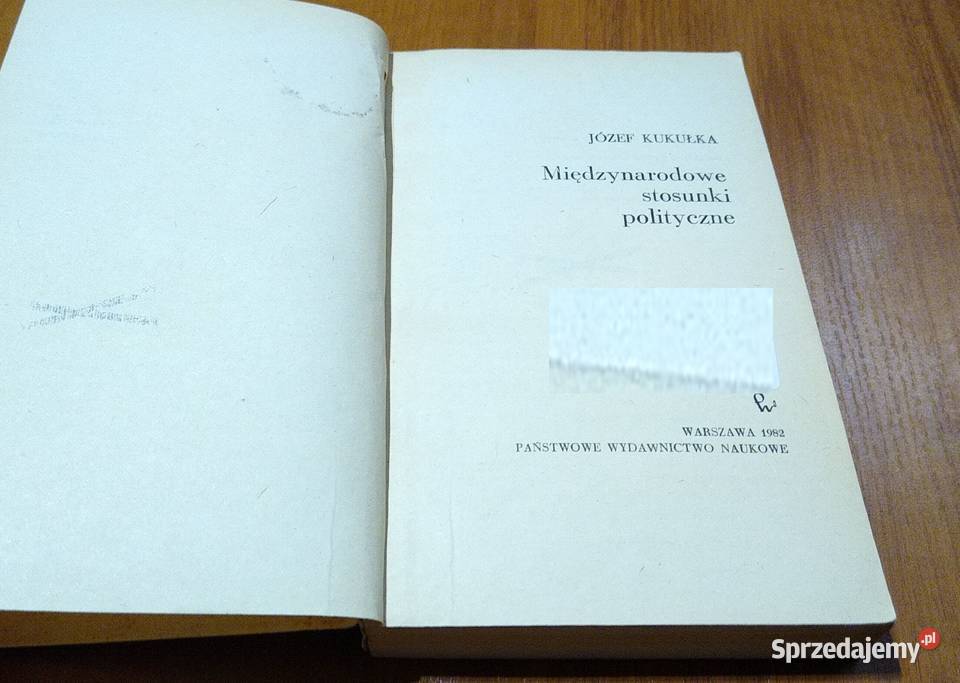 JÓZEF KUKUŁKA
Międzynarodowe
stosunki
polityczne
WARSZAWA 1982
PAŃSTWOWE WYDAWNICTWO NAUKOWE
Sprzedajemy.pl